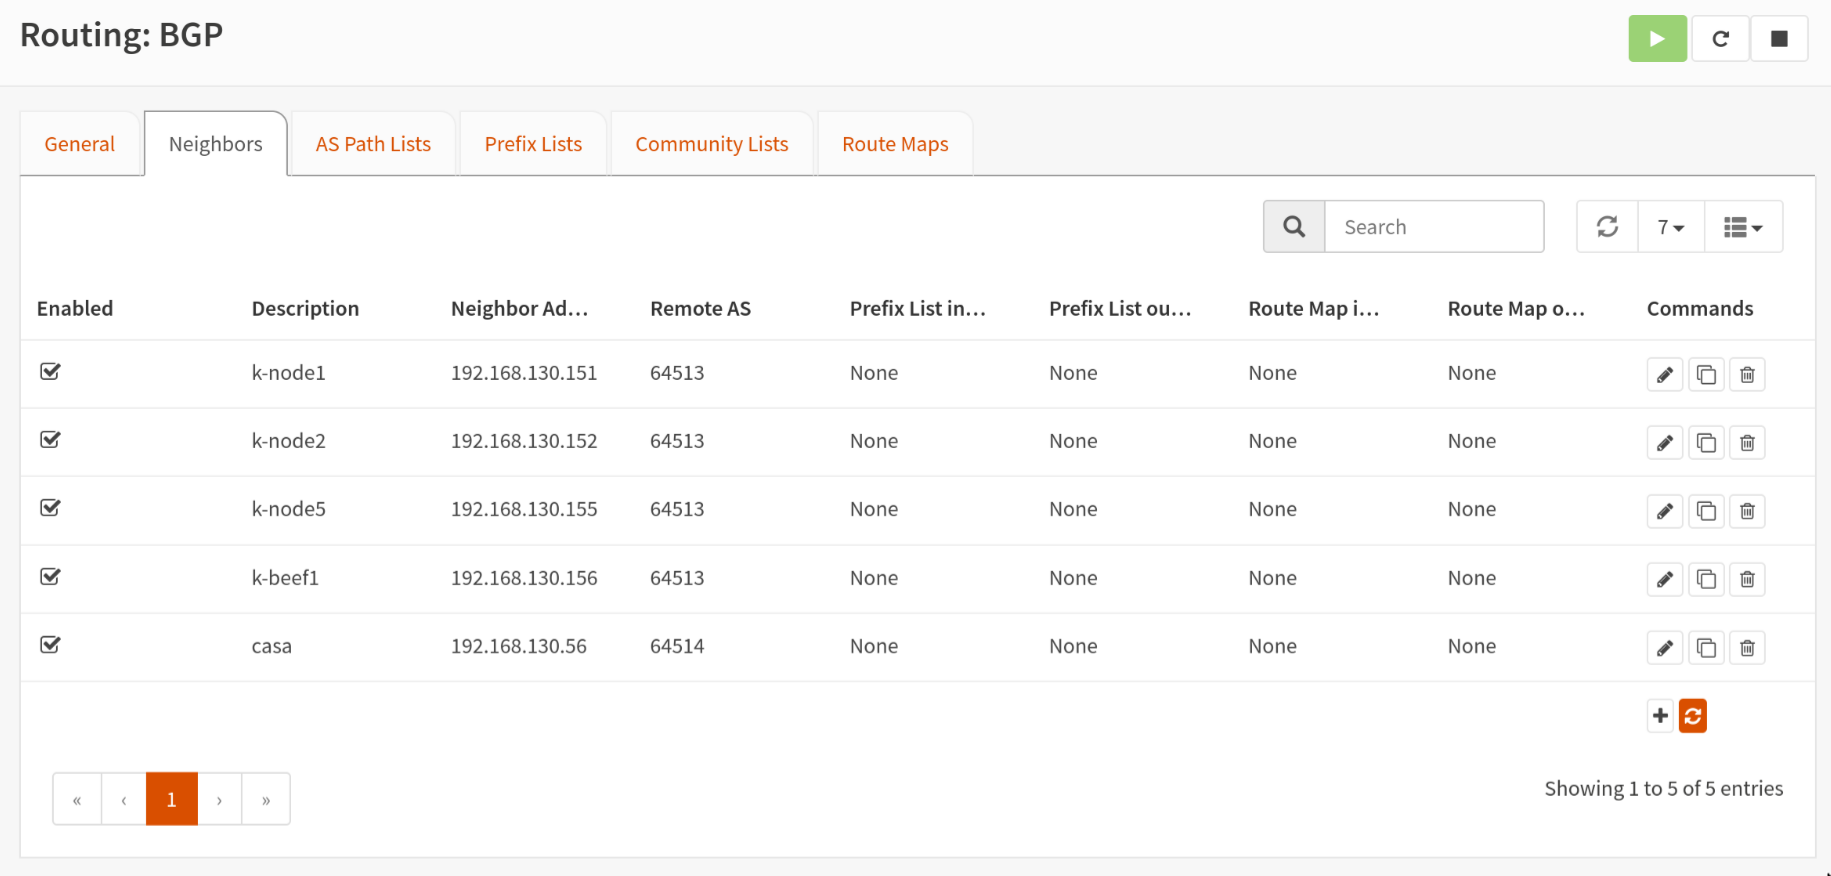 Routing: BGP
General Neighbors AS Path Lists Prefix Lists Community Lists Route Maps
Search 7
Enabled Description Neighbor Ad... Remote AS Prefix List in... Prefix List ou... Route Map i... Route Map o... Commands
k-node1 192.168.130.151 64513 None None None None
k-node2 192.168.130.152 64513 None None None None
k-node5 192.168.130.155 64513 None None None None
k-beef1 192.168.130.156 64513 None None None None
casa 192.168.130.56 64514 None None None None
« ‹ 1 › » Showing 1 to 5 of 5 entries